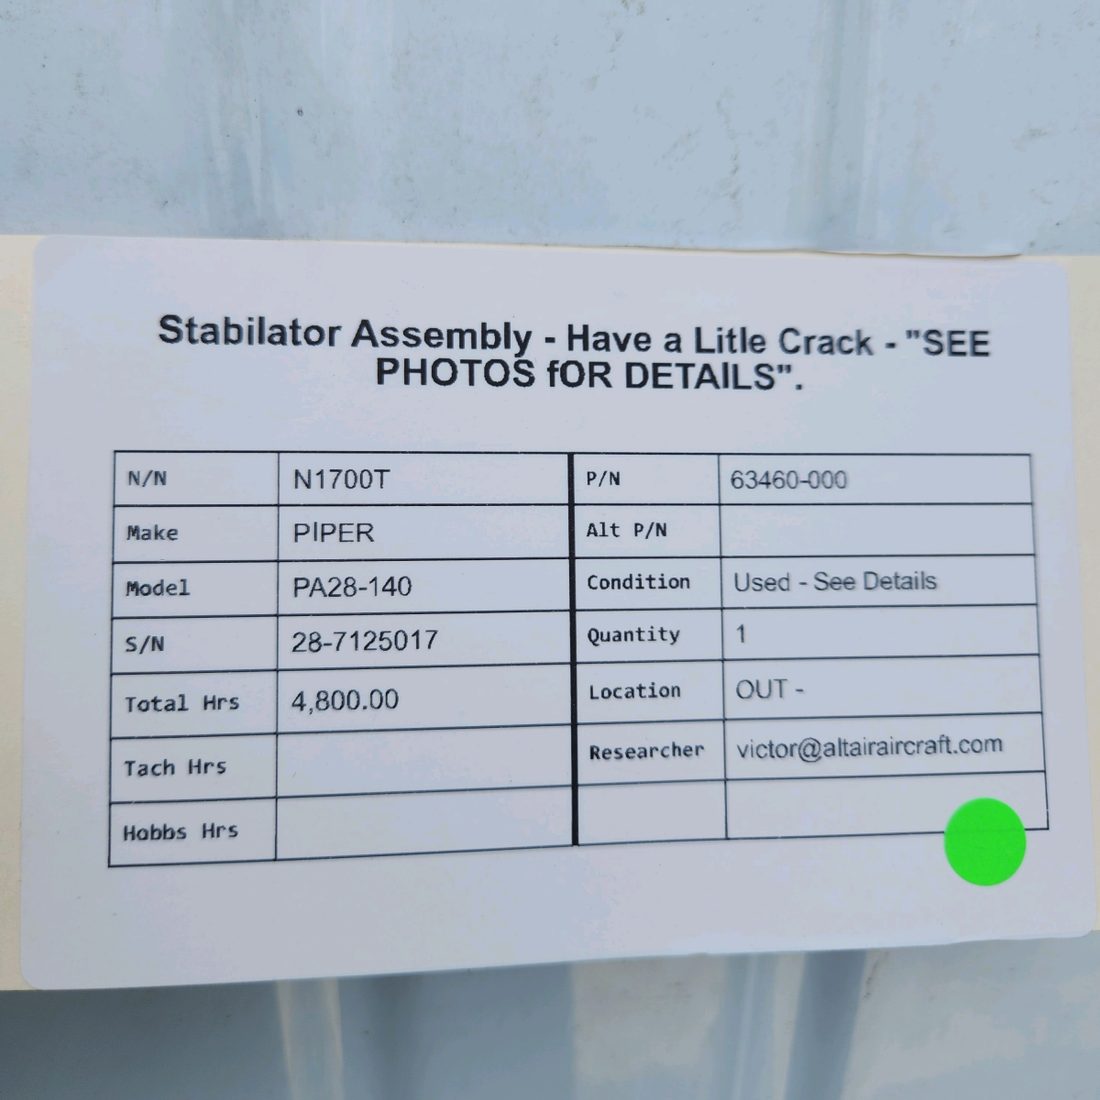 Stabilator Assembly - Have a Litle Crack - "SEE
PHOTOS fOR DETAILS".
N/N N1700T P/N 63460-000
Make PIPER Alt P/N
Model PA28-140 Condition Used - See Details
S/N 28-7125017 Quantity 1
Total Hrs 4,800.00 Location OUT -
Tach Hrs Researcher victor@altairaircraft.com
Hobbs Hrs